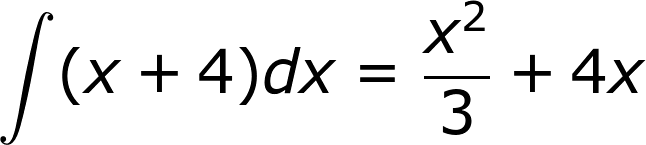 ∫(x + 4)dx = x²/3 + 4x